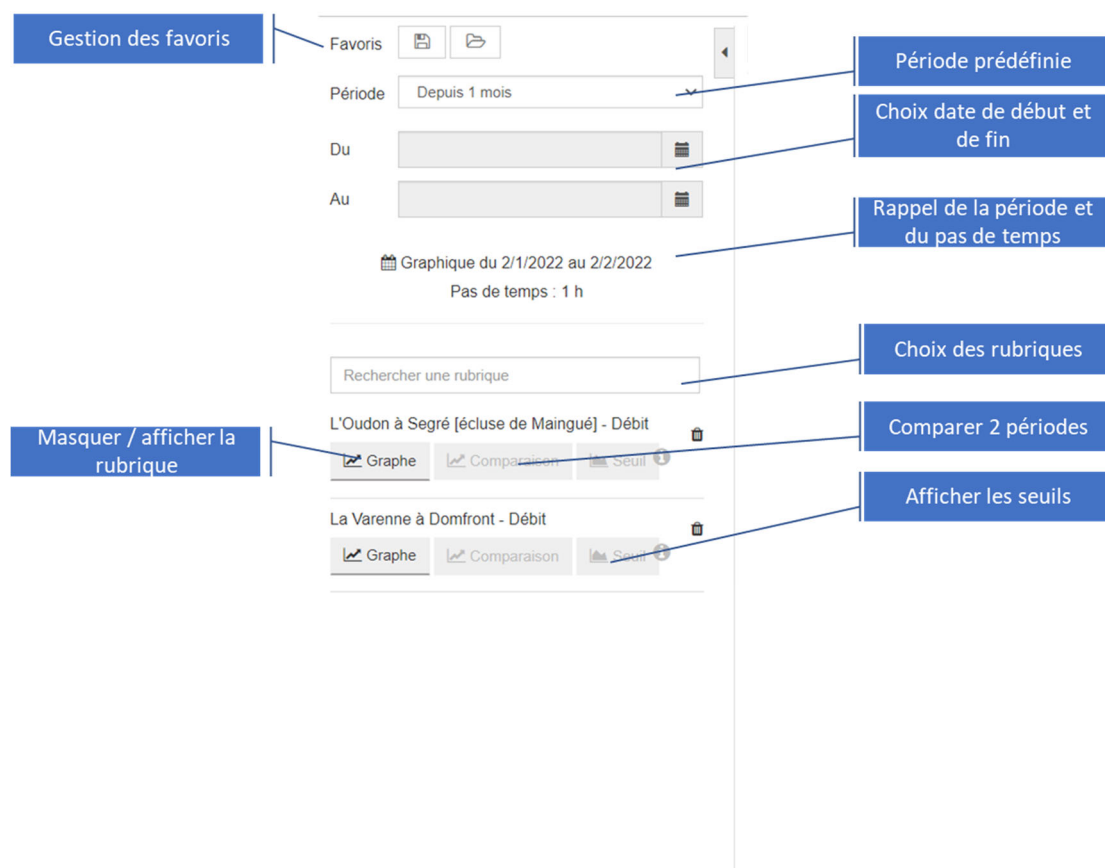 Gestion des favoris
Favoris
Période prédéfinie
Période
Depuis 1 mois
Choix date de début et
de fin
Du
Au
Rappel de la période et
du pas de temps
Graphique du 2/1/2022 au 2/2/2022
Pas de temps : 1 h
Choix des rubriques
Rechercher une rubrique
L'Oudon à Segré [écluse de Maingué] - Débit
Comparer 2 périodes
Masquer / afficher la
rubrique
Graphe
Comparaison
Seuil
Afficher les seuils
La Varenne à Domfront - Débit
Graphe
Comparaison
Seuil